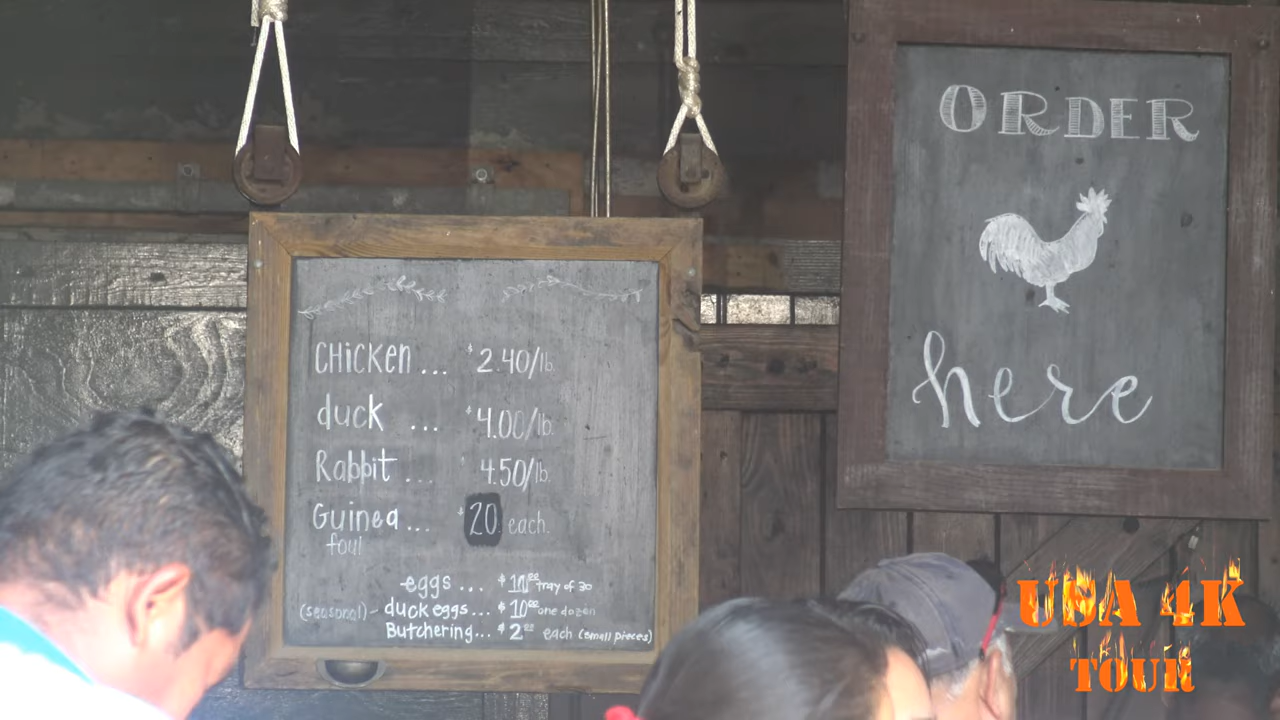 CHICKEN ... $2.40/lb.
duck ... $4.00/lb.
Rabbit ... 4.50/lb.
Guinea ... $20 each.
foul
eggs ... $ 00 tray of 30
(seasonal) - duck eggs... $10.00 one dozen
Butchering... $2.00 each (small pieces)
ORDER
here
USA 4K
TOUR